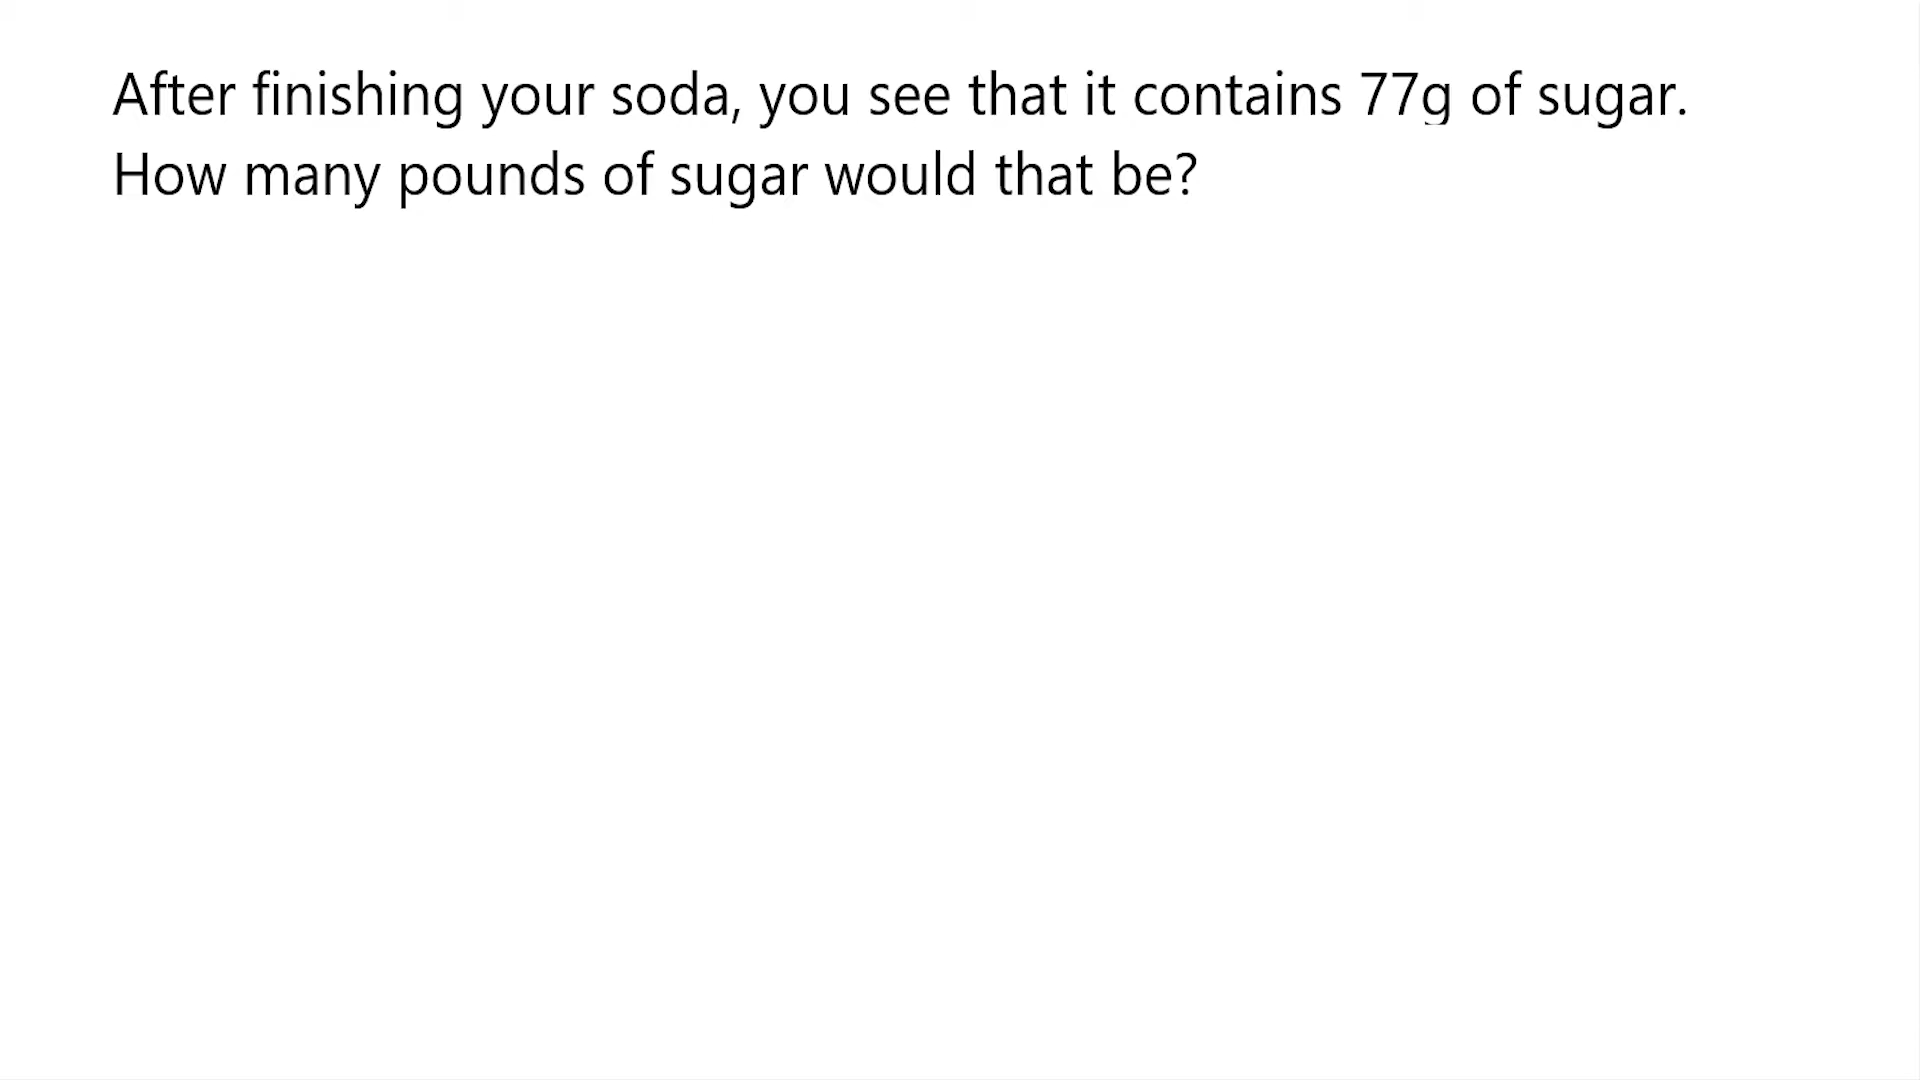 After finishing your soda, you see that it contains 77g of sugar.
How many pounds of sugar would that be?